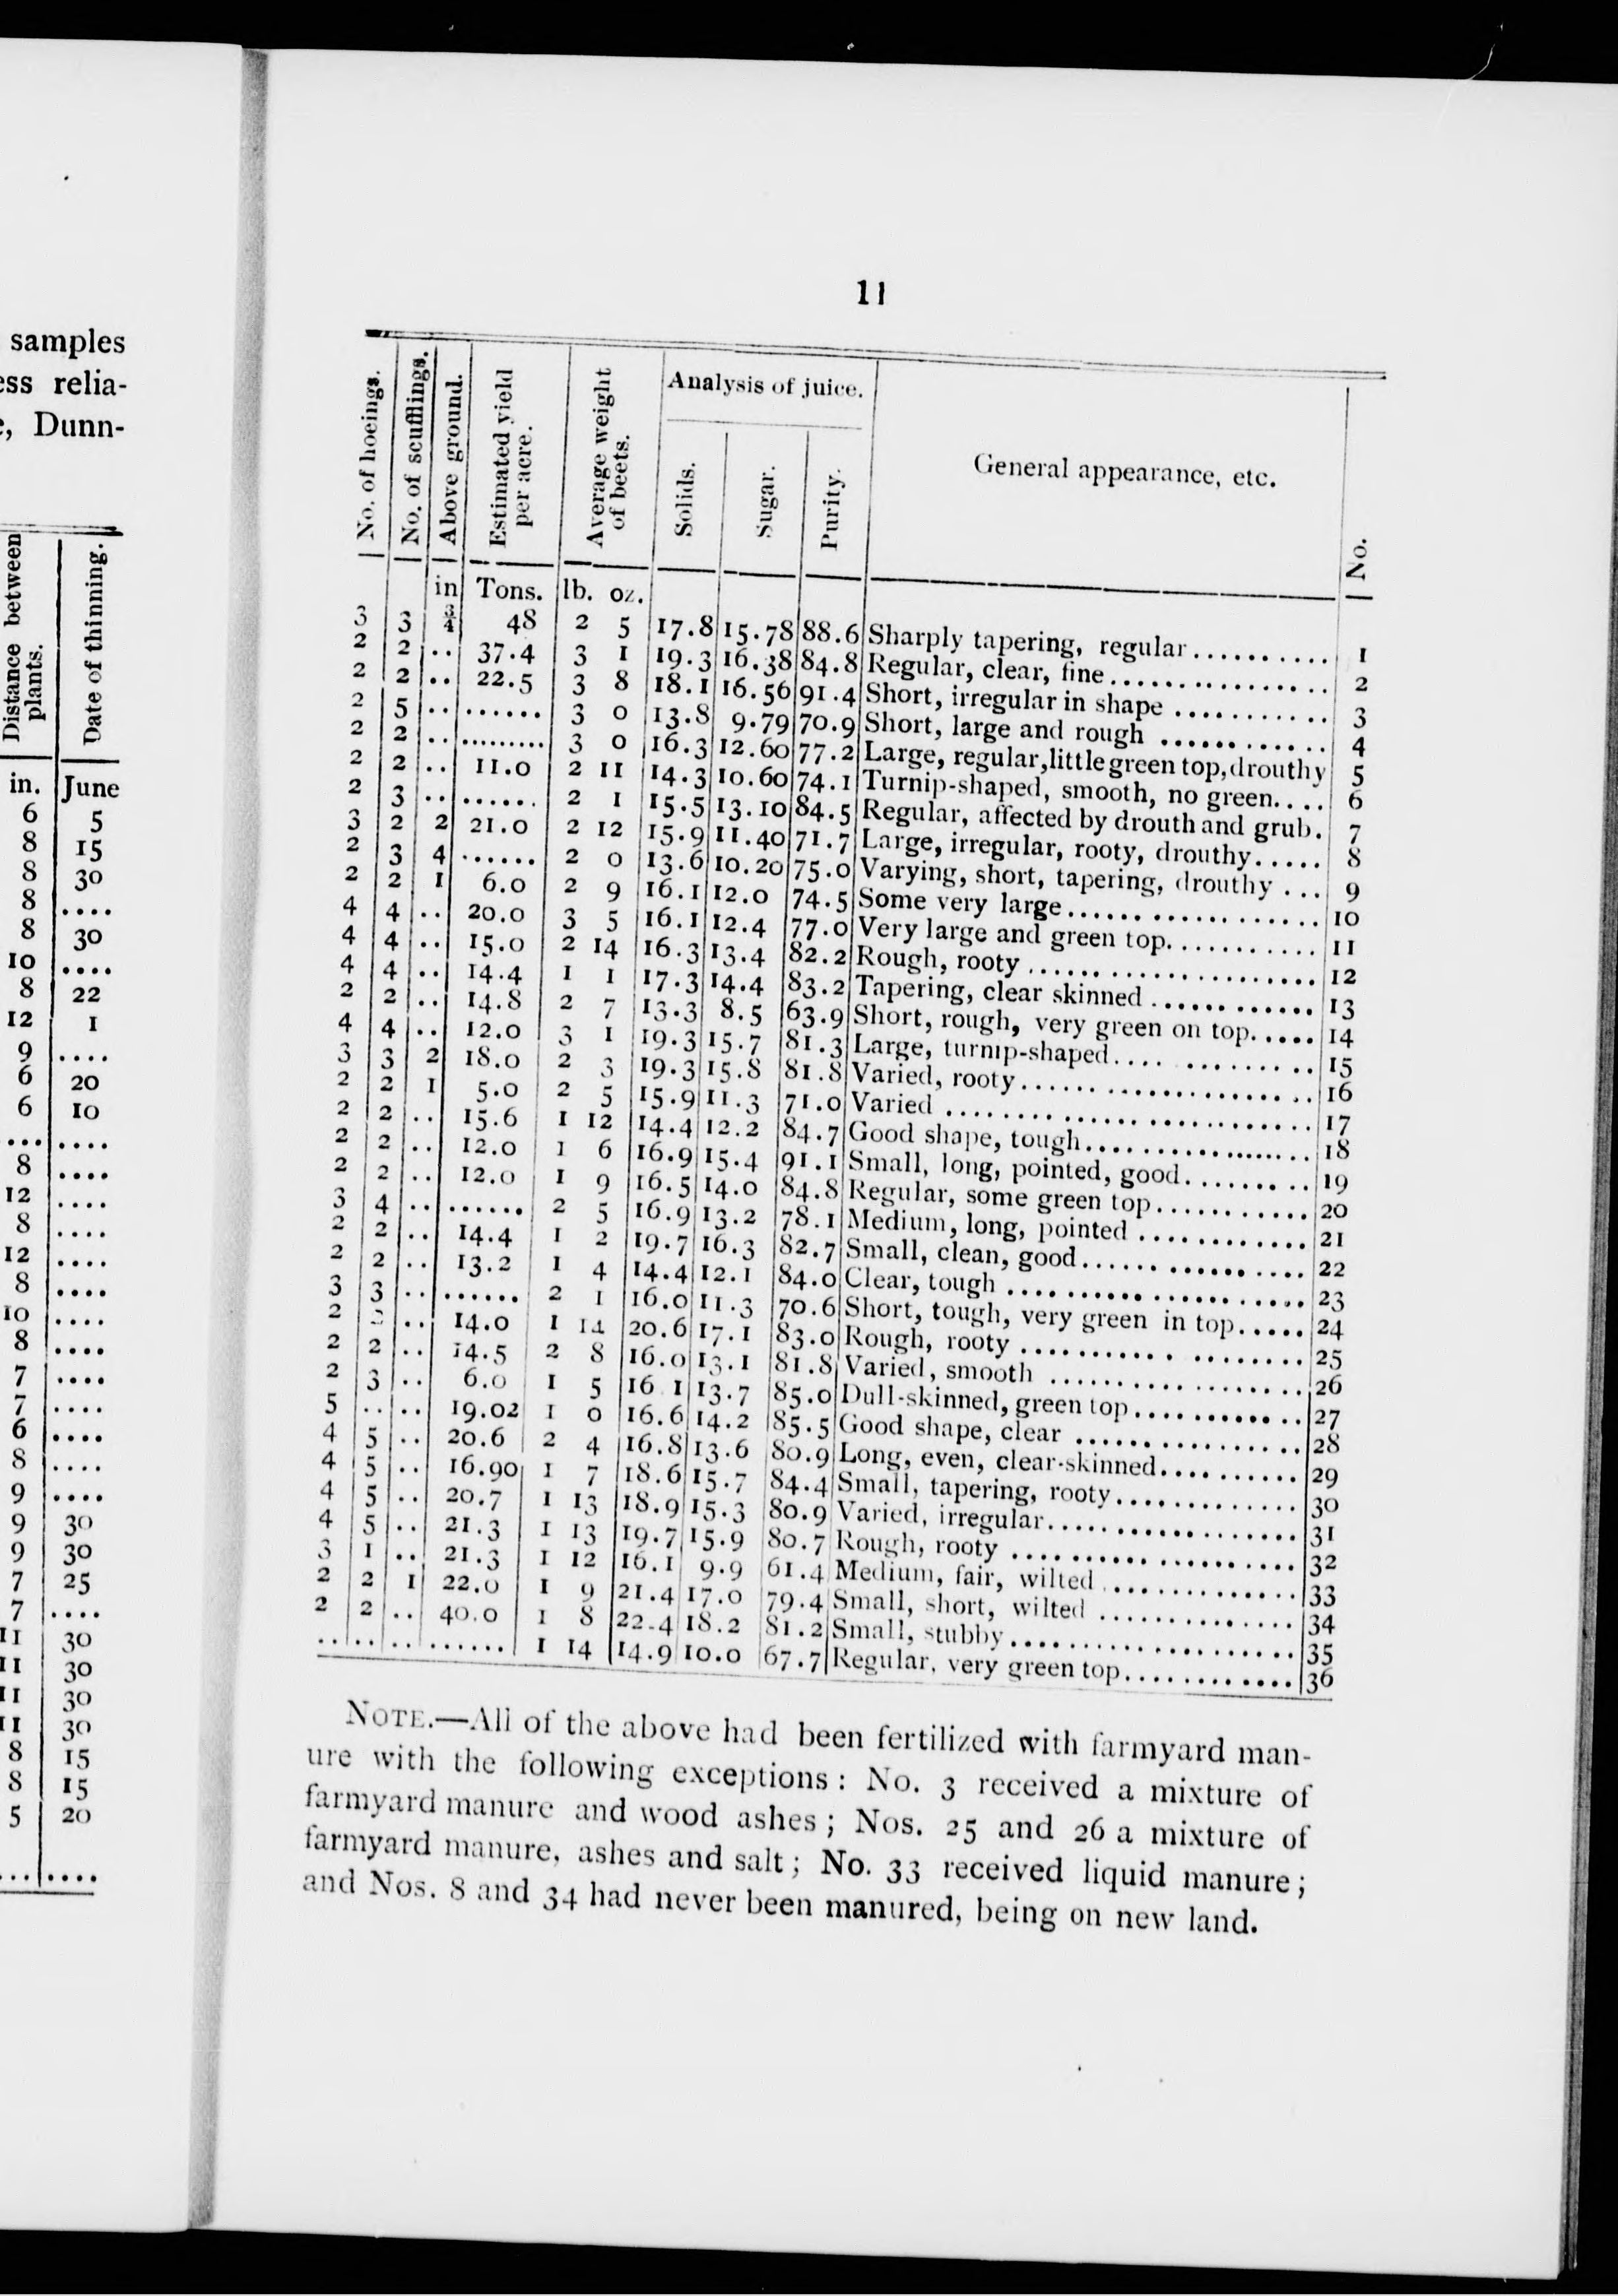 samples
ess relia-
e, Dunn-
Distance between
plants.
Date of thinning.
in. June
6 5
8 15
8 30
8 ....
8 30
10 ....
8 22
12 1
9 ....
6 20
6 10
... ....
8 ....
12 ....
8 ....
12 ....
8 ....
10 ....
8 ....
7 ....
7 ....
6 ....
8 ....
9 ....
9 30
9 30
7 25
7 ....
11 30
11 30
11 30
11 30
8 15
8 15
5 20
... ....
11
No. of hoeings.
No. of scufflings.
Above ground.
Estimated yield
per acre.
Average weight
of beets.
Analysis of juice.
Solids.
Sugar.
Purity.
General appearance, etc.
No.
in Tons. lb. oz.
3 3 ¾ 48 2 5 17.8 15.78 88.6 Sharply tapering, regular........... 1
2 2 .. 37.4 3 1 19.3 16.38 84.8 Regular, clear, fine................. 2
2 2 .. 22.5 3 8 18.1 16.56 91.4 Short, irregular in shape ............ 3
2 5 .. ...... 3 0 13.8 9.79 70.9 Short, large and rough ............. 4
2 2 .. ......... 3 0 16.3 12.60 77.2 Large, regular, little green top, drouthy 5
2 2 .. 11.0 2 11 14.3 10.60 74.1 Turnip-shaped, smooth, no green.... 6
2 3 .. ...... 2 1 15.5 13.10 84.5 Regular, affected by drouth and grub. 7
3 2 2 21.0 2 12 15.9 11.40 71.7 Large, irregular, rooty, drouthy..... 8
2 3 4 ...... 2 0 13.6 10.20 75.0 Varying, short, tapering, drouthy ... 9
2 2 1 6.0 2 9 16.1 12.0 74.5 Some very large.................... 10
4 4 .. 20.0 3 5 16.1 12.4 77.0 Very large and green top............ 11
4 4 .. 15.0 2 14 16.3 13.4 82.2 Rough, rooty ...................... 12
4 4 .. 14.4 1 1 17.3 14.4 83.2 Tapering, clear skinned ............. 13
2 2 .. 14.8 2 7 13.3 8.5 63.9 Short, rough, very green on top..... 14
4 4 .. 12.0 3 1 19.3 15.7 81.3 Large, turnip-shaped.... .......... 15
3 3 2 18.0 2 3 19.3 15.8 81.8 Varied, rooty...................... 16
2 2 1 5.0 2 5 15.9 11.3 71.0 Varied ........................... 17
2 2 .. 15.6 1 12 14.4 12.2 84.7 Good shape, tough.................. 18
2 2 .. 12.0 1 6 16.9 15.4 91.1 Small, long, pointed, good.......... 19
2 2 .. 12.0 1 9 16.5 14.0 84.8 Regular, some green top............ 20
3 4 .. ...... 2 5 16.9 13.2 78.1 Medium, long, pointed ............. 21
2 2 .. 14.4 1 2 19.7 16.3 82.7 Small, clean, good.................. 22
2 2 .. 13.2 1 4 14.4 12.1 84.0 Clear, tough ....................... 23
3 3 .. ...... 2 1 16.0 11.3 70.6 Short, tough, very green in top..... 24
2 .. 14.0 1 14 20.6 17.1 83.0 Rough, rooty ........... ......... 25
2 2 .. 14.5 2 8 16.0 13.1 81.8 Varied, smooth .................... 26
2 3 .. 6.0 1 5 16 1 13.7 85.0 Dull-skinned, green top.............. 27
5 .. .. 19.02 1 0 16.6 14.2 85.5 Good shape, clear .................. 28
4 5 .. 20.6 2 4 16.8 13.6 80.9 Long, even, clear-skinned........... 29
4 5 .. 16.90 1 7 18.6 15.7 84.4 Small, tapering, rooty.............. 30
4 5 .. 20.7 1 13 18.9 15.3 80.9 Varied, irregular.................... 31
4 5 .. 21.3 1 13 19.7 15.9 80.7 Rough, rooty ...................... 32
3 1 .. 21.3 1 12 16.1 9.9 61.4 Medium, fair, wilted ............... 33
2 2 1 22.0 1 9 21.4 17.0 79.4 Small, short, wilted ................ 34
2 2 .. 40.0 1 8 22.4 18.2 81.2 Small, stubby...................... 35
.. .. .. ...... 1 14 14.9 10.0 67.7 Regular, very green top............. 36
NOTE.—All of the above had been fertilized with farmyard man-
ure with the following exceptions : No. 3 received a mixture of
farmyard manure and wood ashes ; Nos. 25 and 26 a mixture of
farmyard manure, ashes and salt ; No. 33 received liquid manure ;
and Nos. 8 and 34 had never been manured, being on new land.